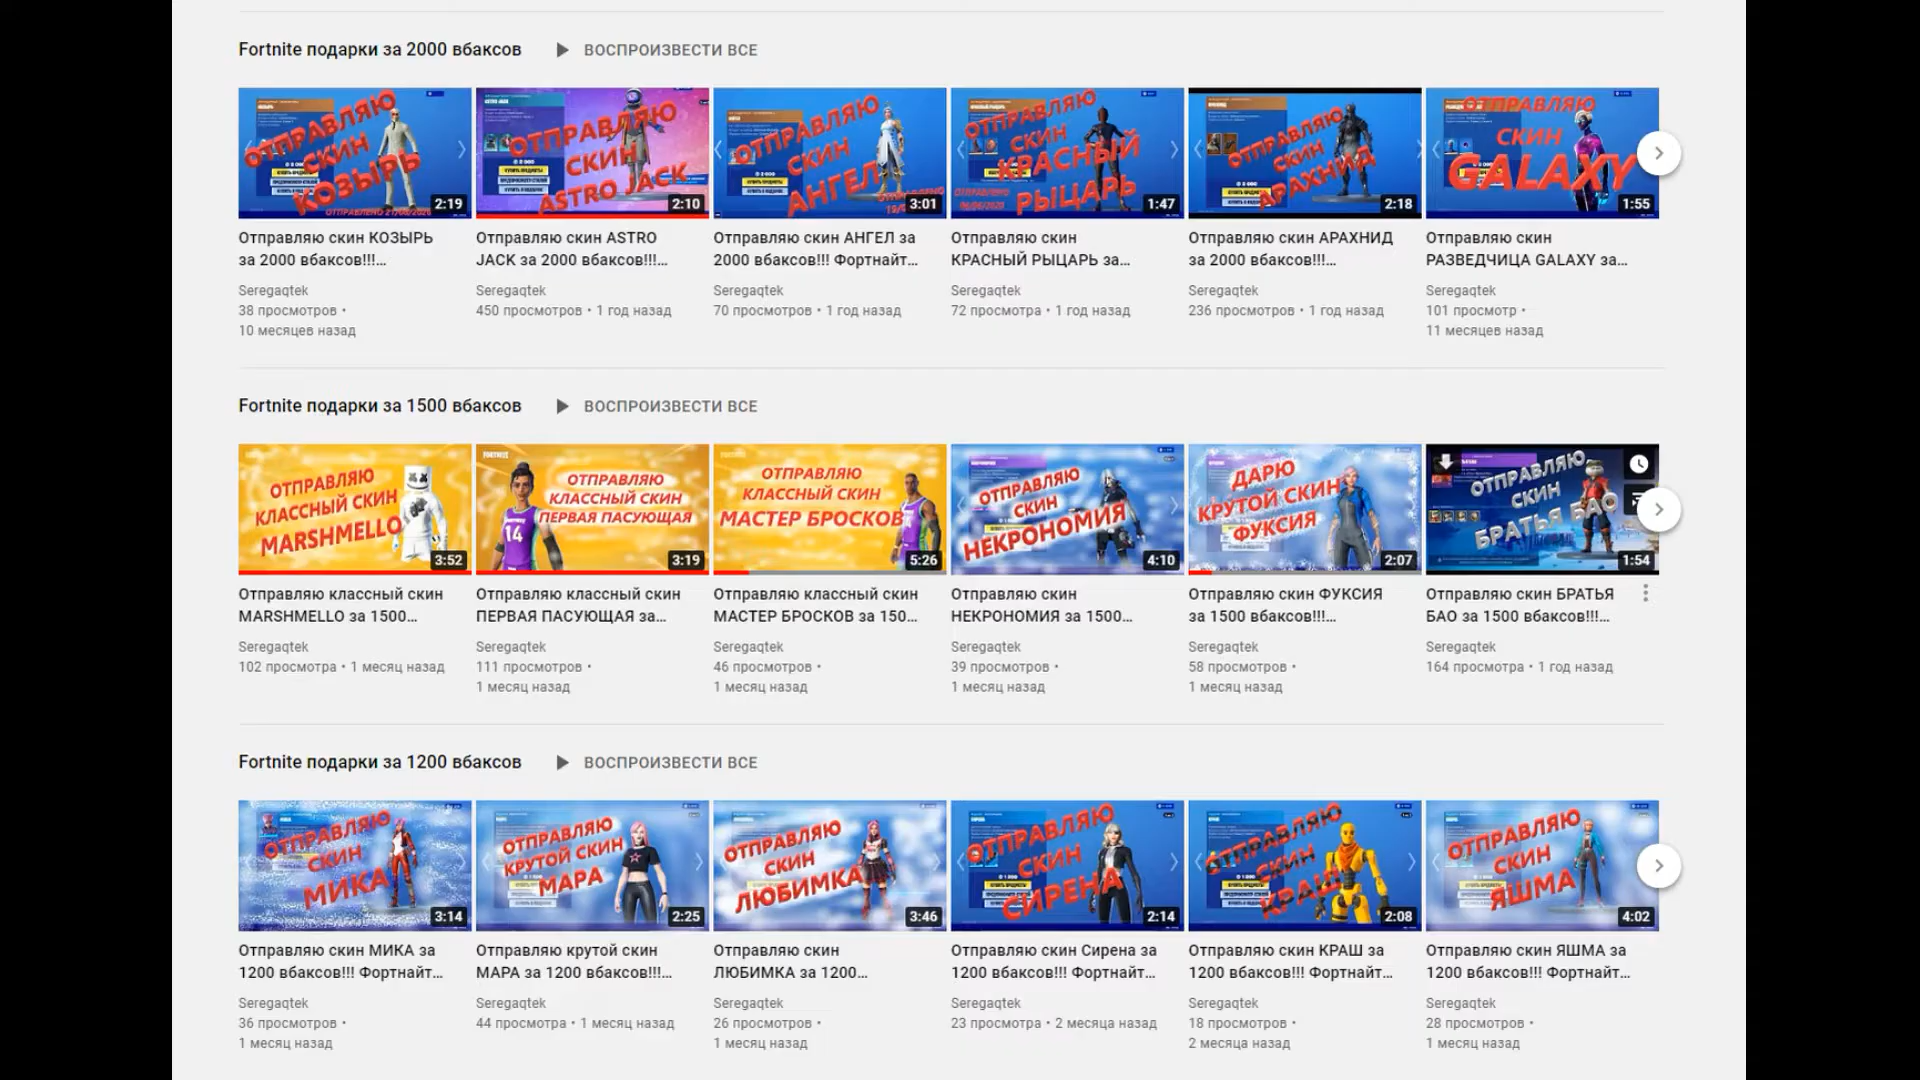 Fortnite подарки за 2000 вбаксов ВОСПРОИЗВЕСТИ ВСЕ
ОТПРАВЛЯЮ
СКИН
КОЗЫРЬ
2:19
ASTRO JACK
ОТПРАВЛЯЮ
СКИН
ASTRO JACK
2:10
ОТПРАВЛЯЮ
СКИН
АНГЕЛ
3:01
ОТПРАВЛЯЮ
СКИН
КРАСНЫЙ
РЫЦАРЬ
1:47
ОТПРАВЛЯЮ
СКИН
АРАХНИД
2:18
ОТПРАВЛЯЮ
СКИН
GALAXY
1:55
Отправляю скин КОЗЫРЬ
за 2000 вбаксов!!!...
Seregaqtek
38 просмотров •
10 месяцев назад
Отправляю скин ASTRO
JACK за 2000 вбаксов!!!...
Seregaqtek
450 просмотров • 1 год назад
Отправляю скин АНГЕЛ за
2000 вбаксов!!! Фортнайт...
Seregaqtek
70 просмотров • 1 год назад
Отправляю скин
КРАСНЫЙ РЫЦАРЬ за...
Seregaqtek
72 просмотра • 1 год назад
Отправляю скин АРАХНИД
за 2000 вбаксов!!!...
Seregaqtek
236 просмотров • 1 год назад
Отправляю скин
РАЗВЕДЧИЦА GALAXY за...
Seregaqtek
101 просмотр •
11 месяцев назад
Fortnite подарки за 1500 вбаксов ВОСПРОИЗВЕСТИ ВСЕ
ОТПРАВЛЯЮ
КЛАССНЫЙ СКИН
MARSHMELLO
3:52
FORTNITE
ОТПРАВЛЯЮ
КЛАССНЫЙ СКИН
ПЕРВАЯ ПАСУЮЩАЯ
14
3:19
ОТПРАВЛЯЮ
КЛАССНЫЙ СКИН
МАСТЕР БРОСКОВ
5:26
ОТПРАВЛЯЮ
СКИН
НЕКРОНОМИЯ
4:10
ДАРЮ
КРУТОЙ СКИН
ФУКСИЯ
2:07
ОТПРАВЛЯЮ
СКИН
БРАТЬЯ БАО
1:54
Отправляю классный скин
MARSHMELLO за 1500...
Seregaqtek
102 просмотра • 1 месяц назад
Отправляю классный скин
ПЕРВАЯ ПАСУЮЩАЯ за...
Seregaqtek
111 просмотров •
1 месяц назад
Отправляю классный скин
МАСТЕР БРОСКОВ за 150...
Seregaqtek
46 просмотров •
1 месяц назад
Отправляю скин
НЕКРОНОМИЯ за 1500...
Seregaqtek
39 просмотров •
1 месяц назад
Отправляю скин ФУКСИЯ
за 1500 вбаксов!!!...
Seregaqtek
58 просмотров •
1 месяц назад
Отправляю скин БРАТЬЯ
БАО за 1500 вбаксов!!!...
Seregaqtek
164 просмотра • 1 год назад
Fortnite подарки за 1200 вбаксов ВОСПРОИЗВЕСТИ ВСЕ
ОТПРАВЛЯЮ
СКИН
МИКА
3:14
ОТПРАВЛЯЮ
КРУТОЙ СКИН
МАРА
2:25
ОТПРАВЛЯЮ
СКИН
ЛЮБИМКА
3:46
ОТПРАВЛЯЮ
СКИН
СИРЕНА
2:14
ОТПРАВЛЯЮ
СКИН
КРАШ
2:08
ОТПРАВЛЯЮ
СКИН
ЯШМА
4:02
Отправляю скин МИКА за
1200 вбаксов!!! Фортнайт...
Seregaqtek
36 просмотров •
1 месяц назад
Отправляю крутой скин
МАРА за 1200 вбаксов!!!...
Seregaqtek
44 просмотра • 1 месяц назад
Отправляю скин
ЛЮБИМКА за 1200...
Seregaqtek
26 просмотров •
1 месяц назад
Отправляю скин Сирена за
1200 вбаксов!!! Фортнайт...
Seregaqtek
23 просмотра • 2 месяца назад
Отправляю скин КРАШ за
1200 вбаксов!!! Фортнайт...
Seregaqtek
18 просмотров •
2 месяца назад
Отправляю скин ЯШМА за
1200 вбаксов!!! Фортнайт...
Seregaqtek
28 просмотров •
1 месяц назад